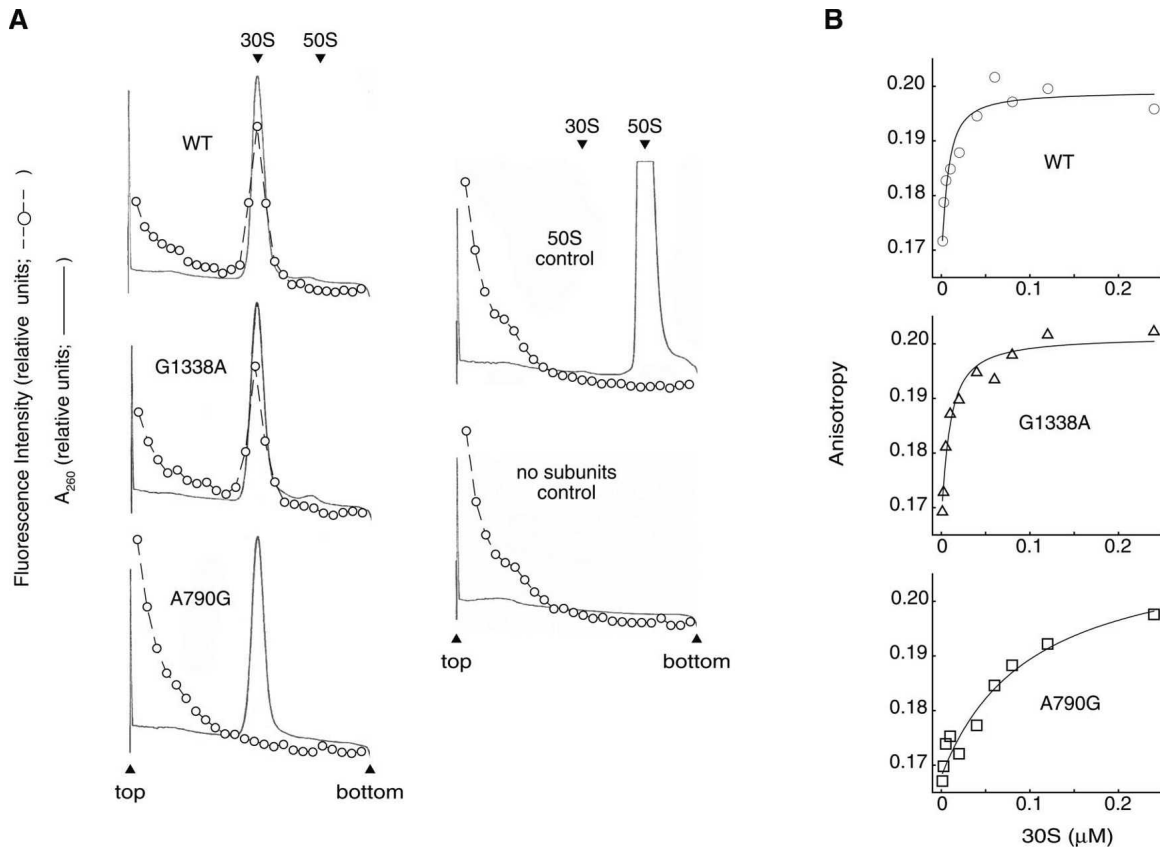 A
Fluorescence Intensity (relative units; --○-- )
A260 (relative units; —— )
30S 50S
WT
G1338A
A790G
top bottom
30S 50S
50S
control
no subunits
control
top bottom
B
Anisotropy
0.20
0.19
0.18
0.17
WT
0 0.1 0.2
0.20
0.19
0.18
0.17
G1338A
0 0.1 0.2
0.20
0.19
0.18
0.17
A790G
0 0.1 0.2
30S (μM)